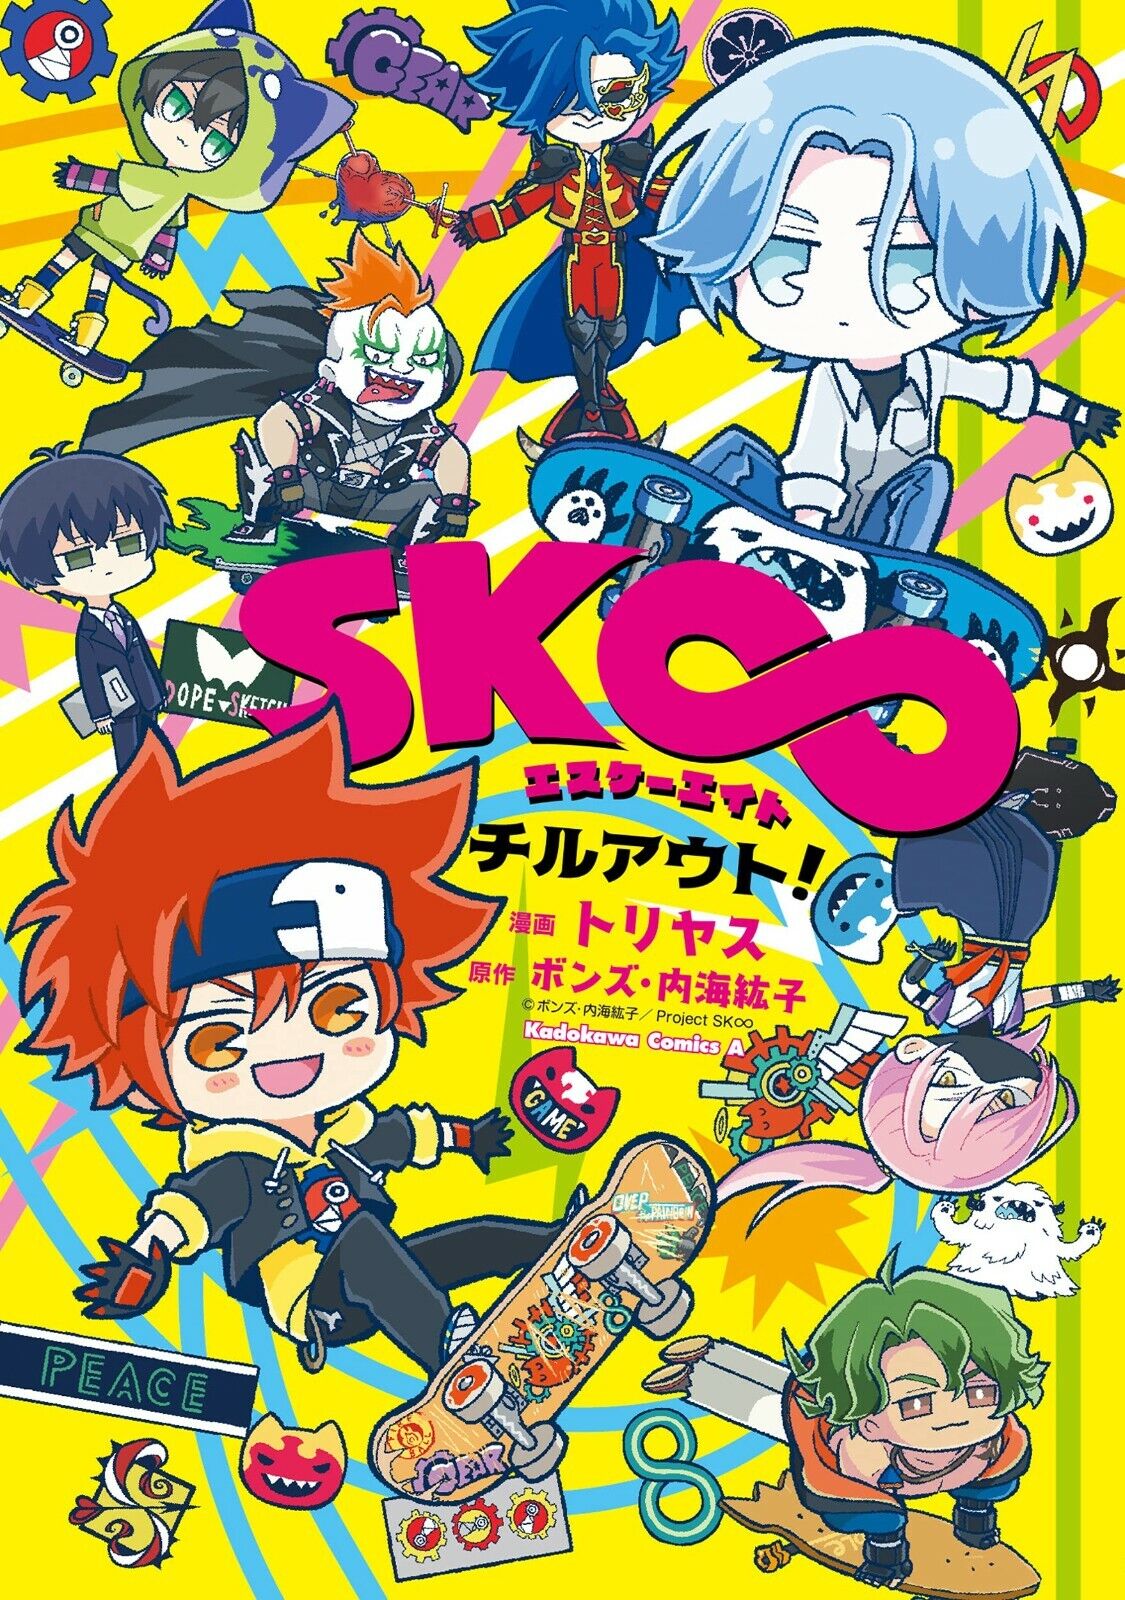 GEAR
DOPE SKETCH
SK∞
エスケーエイト
チルアウト!
漫画 トリヤス
原作 ボンズ・内海紘子
©ボンズ・内海紘子／Project SK∞
Kadokawa Comics A
GAME
OVER
PEACE
GEAR
8